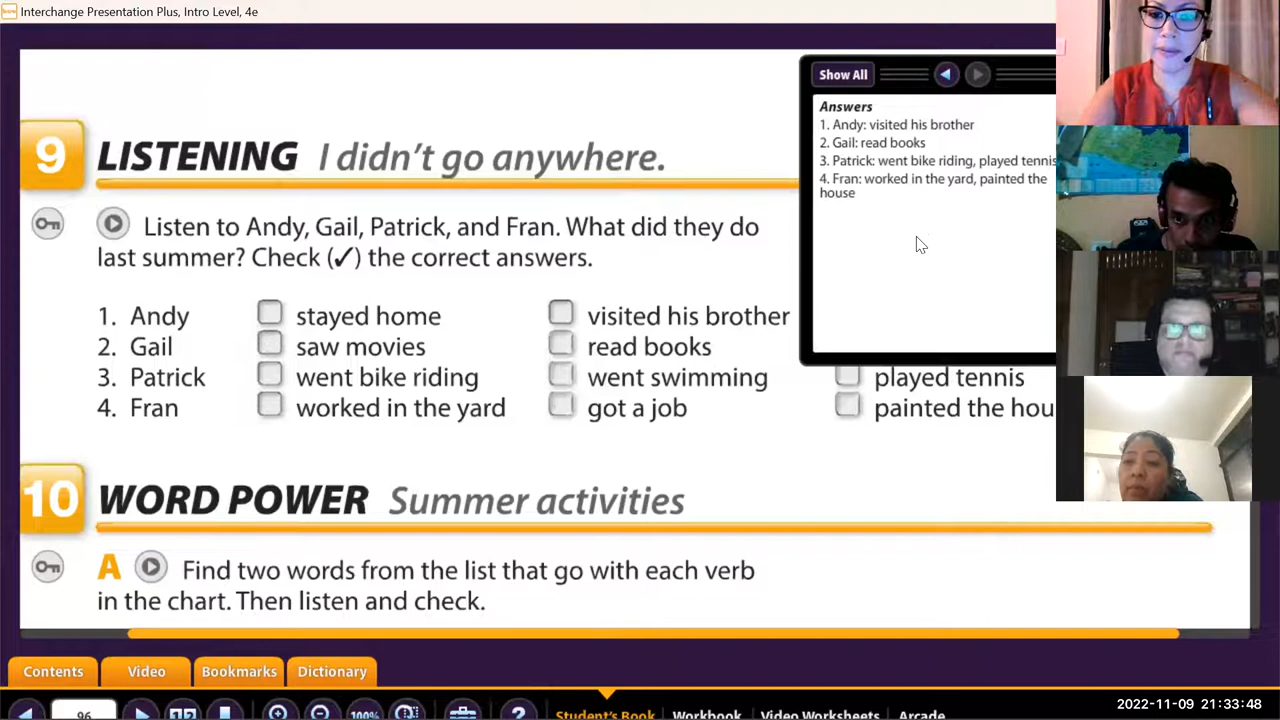 Interchange Presentation Plus, Intro Level, 4e
Show All
Answers
1. Andy: visited his brother
2. Gail: read books
3. Patrick: went bike riding, played tennis
4. Fran: worked in the yard, painted the
house
9 LISTENING I didn't go anywhere.
Listen to Andy, Gail, Patrick, and Fran. What did they do
last summer? Check (✓) the correct answers.
1. Andy stayed home visited his brother
2. Gail saw movies read books
3. Patrick went bike riding went swimming played tennis
4. Fran worked in the yard got a job painted the hou
10 WORD POWER Summer activities
A Find two words from the list that go with each verb
in the chart. Then listen and check.
Contents Video Bookmarks Dictionary
96 100% ? Student's Book Workbook Video Worksheets Arcade
2022-11-09 21:33:48